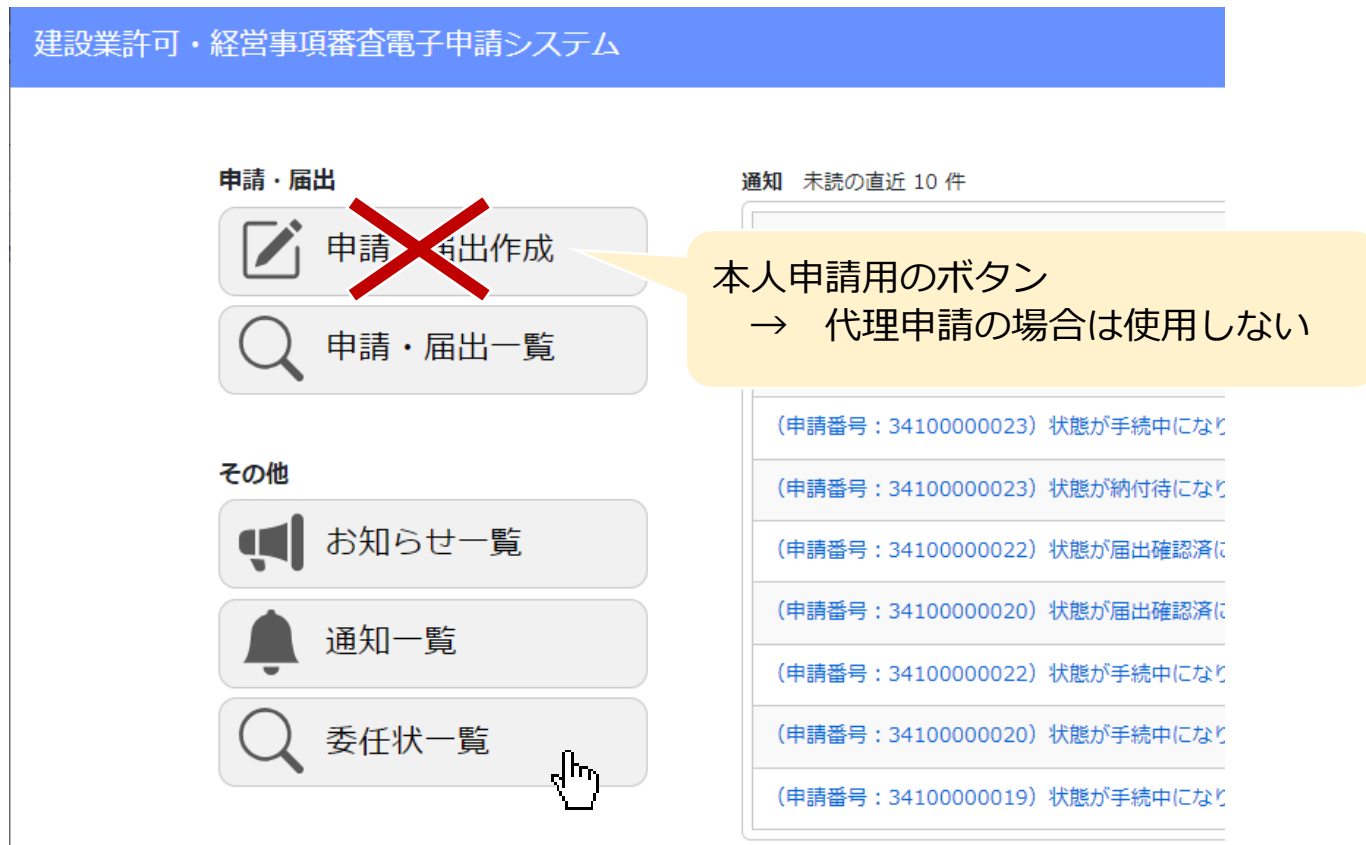 建設業許可・経営事項審査電子申請システム
申請・届出
申請・届出作成
申請・届出一覧
その他
お知らせ一覧
通知一覧
委任状一覧
通知 未読の直近 10 件
本人申請用のボタン
→ 代理申請の場合は使用しない
（申請番号：34100000023）状態が手続中になり
（申請番号：34100000023）状態が納付待になり
（申請番号：34100000022）状態が届出確認済に
（申請番号：34100000020）状態が届出確認済に
（申請番号：34100000022）状態が手続中になり
（申請番号：34100000020）状態が手続中になり
（申請番号：34100000019）状態が手続中になり